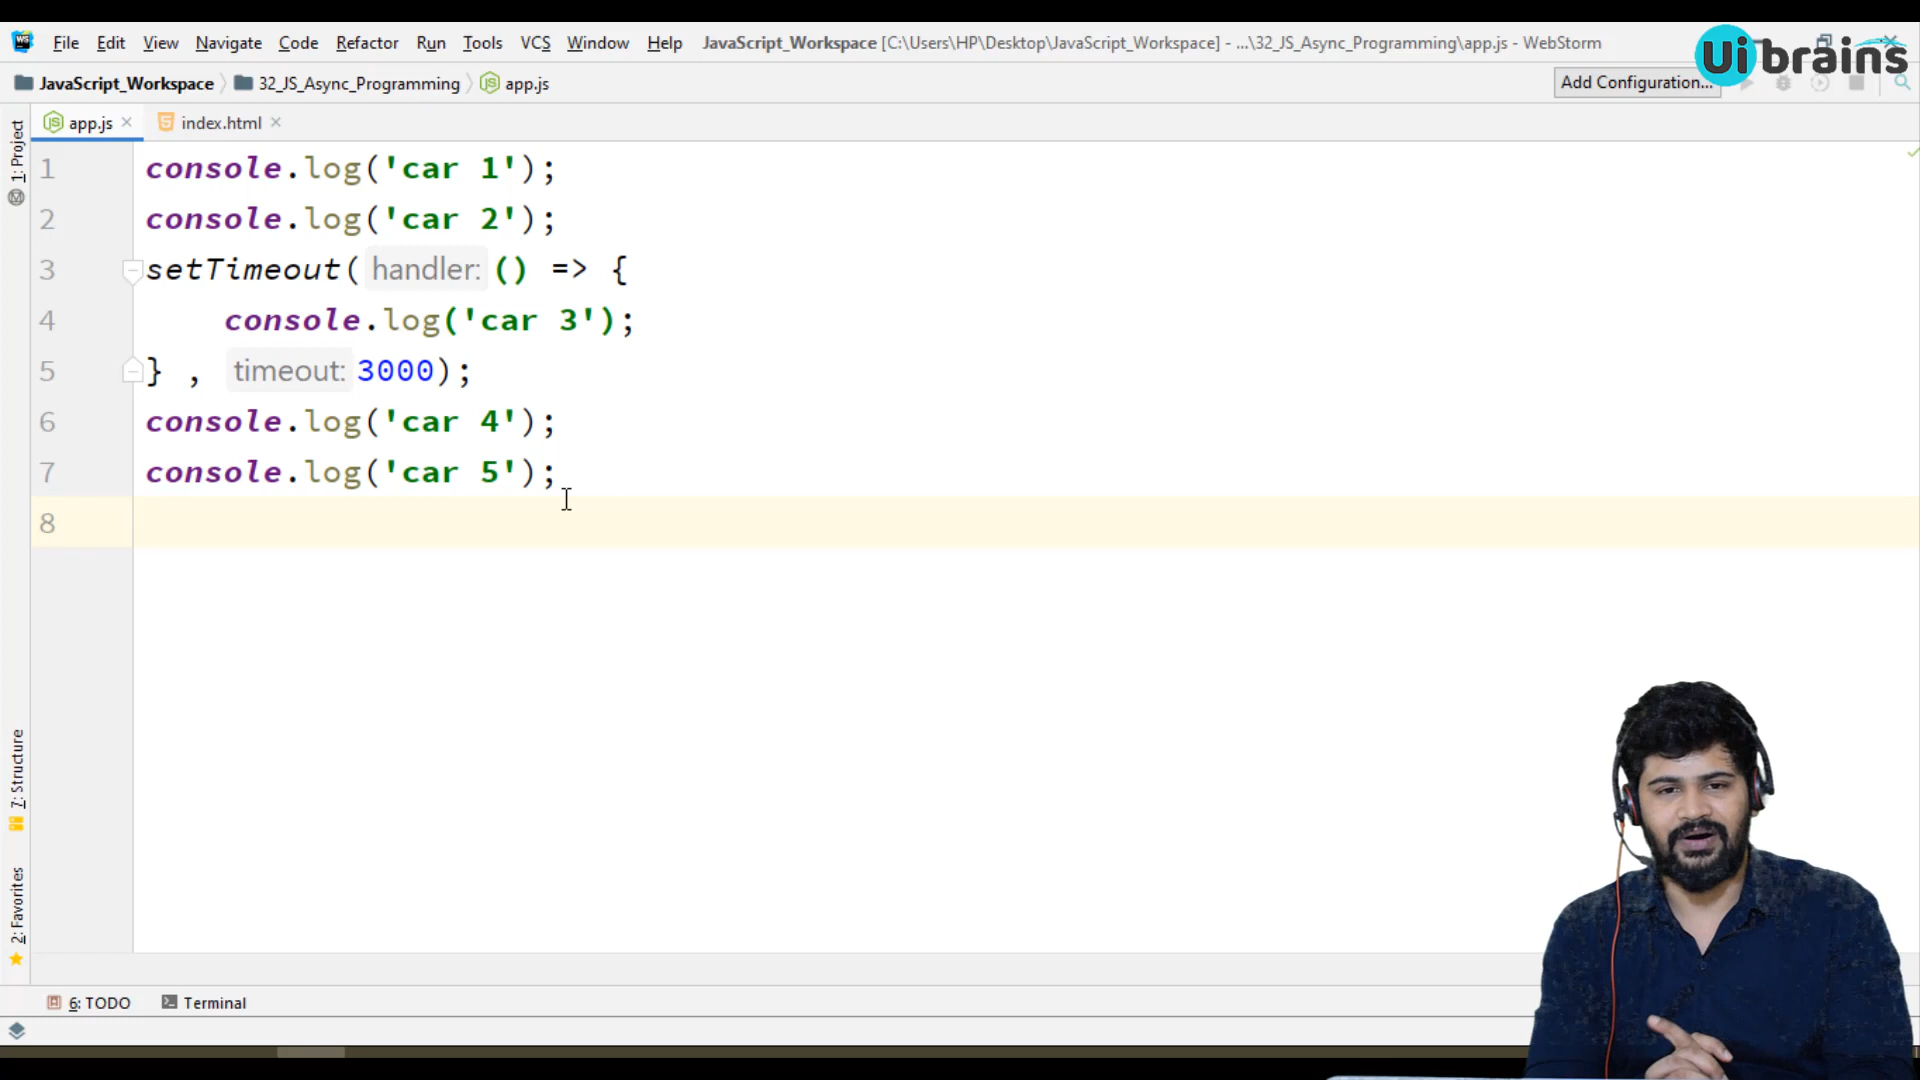 File Edit View Navigate Code Refactor Run Tools VCS Window Help JavaScript_Workspace [C:\Users\HP\Desktop\JavaScript_Workspace] - ...\32_JS_Async_Programming\app.js - WebStorm
Ui brains
JavaScript_Workspace 32_JS_Async_Programming app.js Add Configuration...
app.js index.html
1: Project
1 console.log('car 1');
2 console.log('car 2');
3 setTimeout( handler: () => {
4 console.log('car 3');
5 } , timeout: 3000);
6 console.log('car 4');
7 console.log('car 5');
8
7: Structure
2: Favorites
6: TODO Terminal